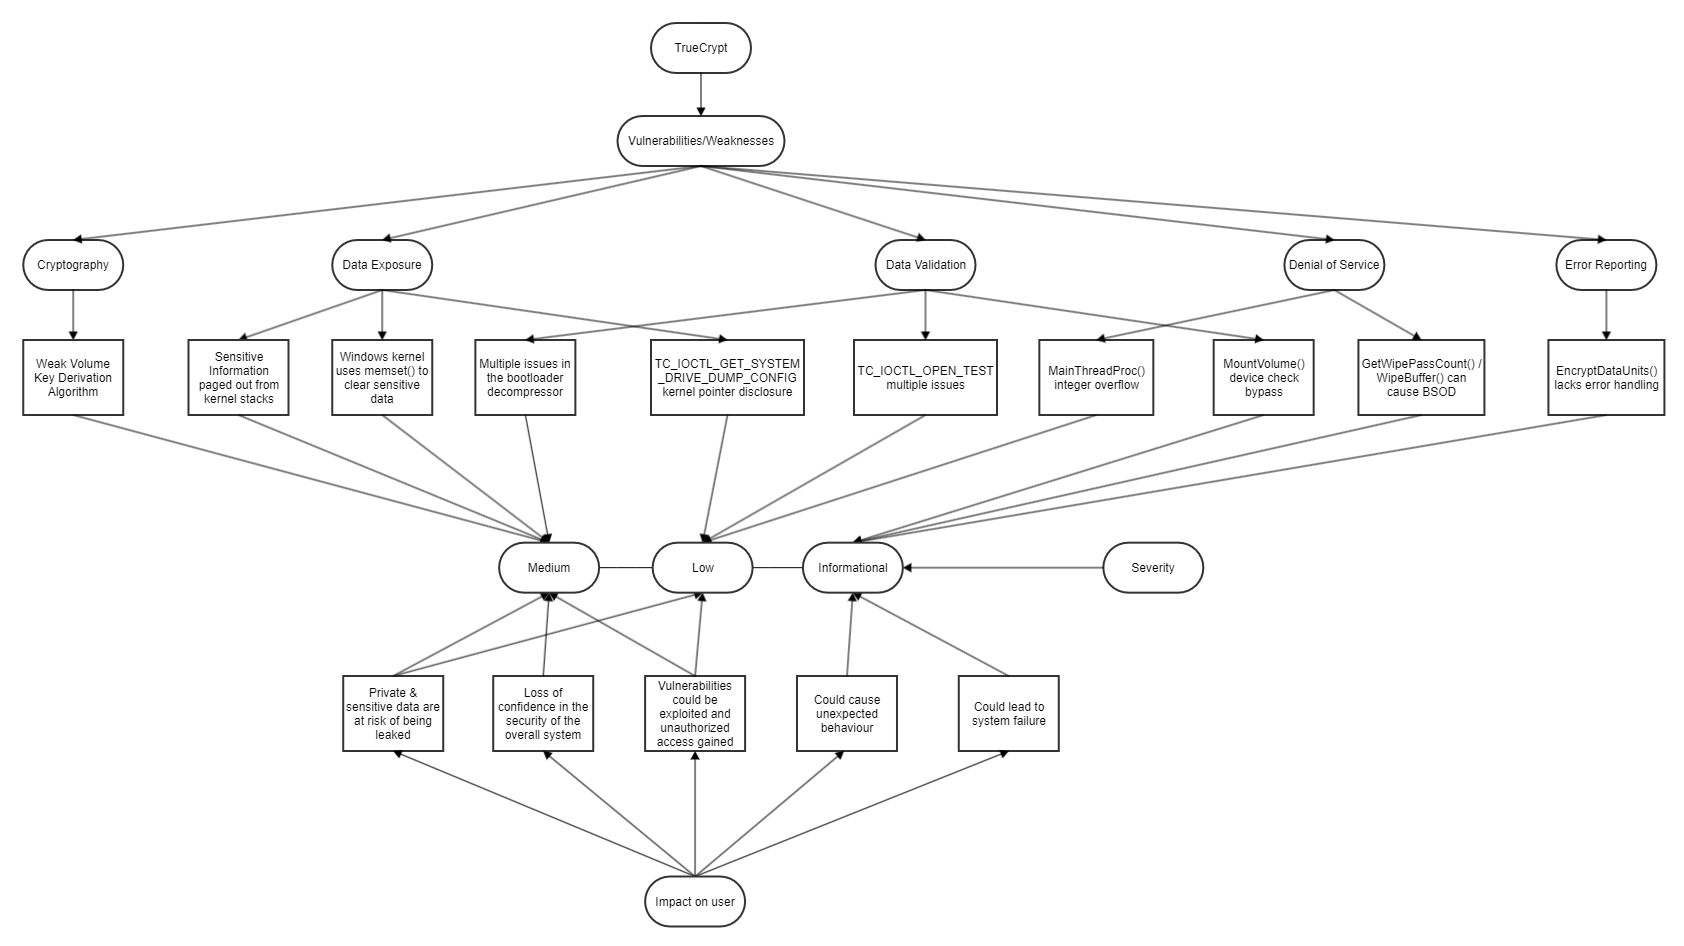 TrueCrypt
Vulnerabilities/Weaknesses
Cryptography
Data Exposure
Data Validation
Denial of Service
Error Reporting
Weak Volume
Key Derivation
Algorithm
Sensitive
Information
paged out from
kernel stacks
Windows kernel
uses memset() to
clear sensitive
data
Multiple issues in
the bootloader
decompressor
TC_IOCTL_GET_SYSTEM
_DRIVE_DUMP_CONFIG
kernel pointer disclosure
TC_IOCTL_OPEN_TEST
multiple issues
MainThreadProc()
integer overflow
MountVolume()
device check
bypass
GetWipePassCount() /
WipeBuffer() can
cause BSOD
EncryptDataUnits()
lacks error handling
Medium
Low
Informational
Severity
Private &
sensitive data are
at risk of being
leaked
Loss of
confidence in the
security of the
overall system
Vulnerabilities
could be
exploited and
unauthorized
access gained
Could cause
unexpected
behaviour
Could lead to
system failure
Impact on user